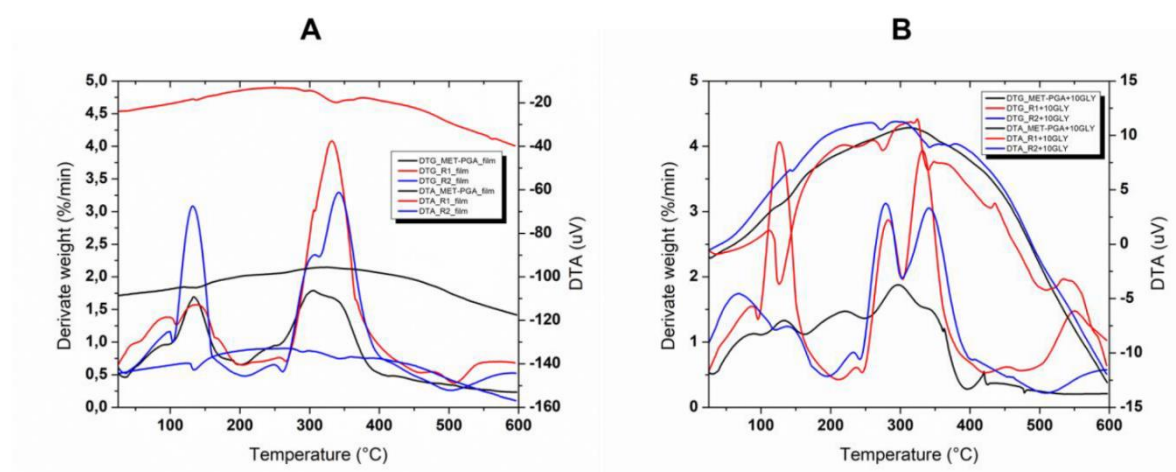 A
5,0
4,5
4,0
3,5
3,0
2,5
2,0
1,5
1,0
0,5
0,0
Derivate weight (%/min)
DTG_MET-PGA_film
DTG_R1_film
DTG_R2_film
DTA_MET-PGA_film
DTA_R1_film
DTA_R2_film
-20
-40
-60
-80
-100
-120
-140
-160
DTA (uV)
100 200 300 400 500 600
Temperature (°C)
B
5
4
3
2
1
0
Derivate weight (%/min)
DTG_MET-PGA+10GLY
DTG_R1+10GLY
DTG_R2+10GLY
DTA_MET-PGA+10GLY
DTA_R1+10GLY
DTA_R2+10GLY
15
10
5
0
-5
-10
-15
DTA (uV)
100 200 300 400 500 600
Temperature (°C)